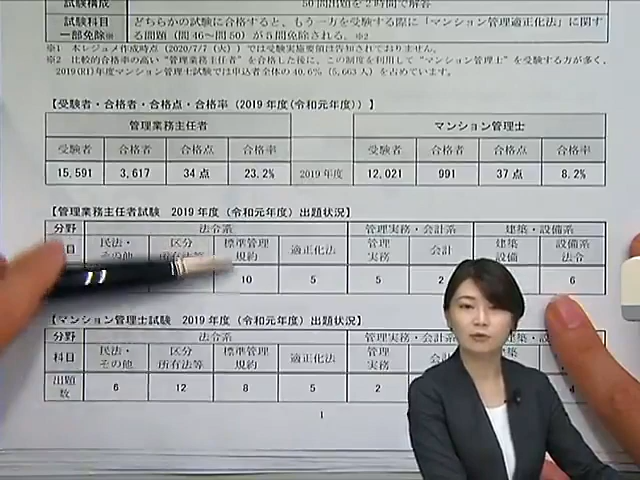 試験構成 50問出題を2時間で解答
試験科目 どちらかの試験に合格すると、もう一方を受験する際に「マンション管理適正化法」に関す
一部免除※ る問題（問46〜問50）が5問免除される。※2
※1 本レジュメ作成時点（2020/7/7（火））では受験実施要領は告知されておりません。
※2 比較的合格率の高い"管理業務主任者"を合格した後に、この制度を利用して"マンション管理士"を受験する方が多く、
2019(R1)年度マンション管理士試験では申込者全体の40.6%（5,663人）を占めています。
【受験者・合格者・合格点・合格率（2019年度(令和元年度)）】
管理業務主任者 マンション管理士
受験者 合格者 合格点 合格率 受験者 合格者 合格点 合格率
15,591 3,617 34点 23.2% 2019年度 12,021 991 37点 8.2%
【管理業務主任者試験 2019年度（令和元年度）出題状況】
分野 法令系 管理実務・会計系 建築・設備系
目 民法・その他 区分所有法等 標準管理規約 適正化法 管理実務 会計 建築設備 設備系法令
10 5 5 2 6
【マンション管理士試験 2019年度（令和元年度）出題状況】
分野 法令系 管理実務・会計系
科目 民法・その他 区分所有法等 標準管理規約 適正化法 管理実務
出題数 6 12 8 5 2
1